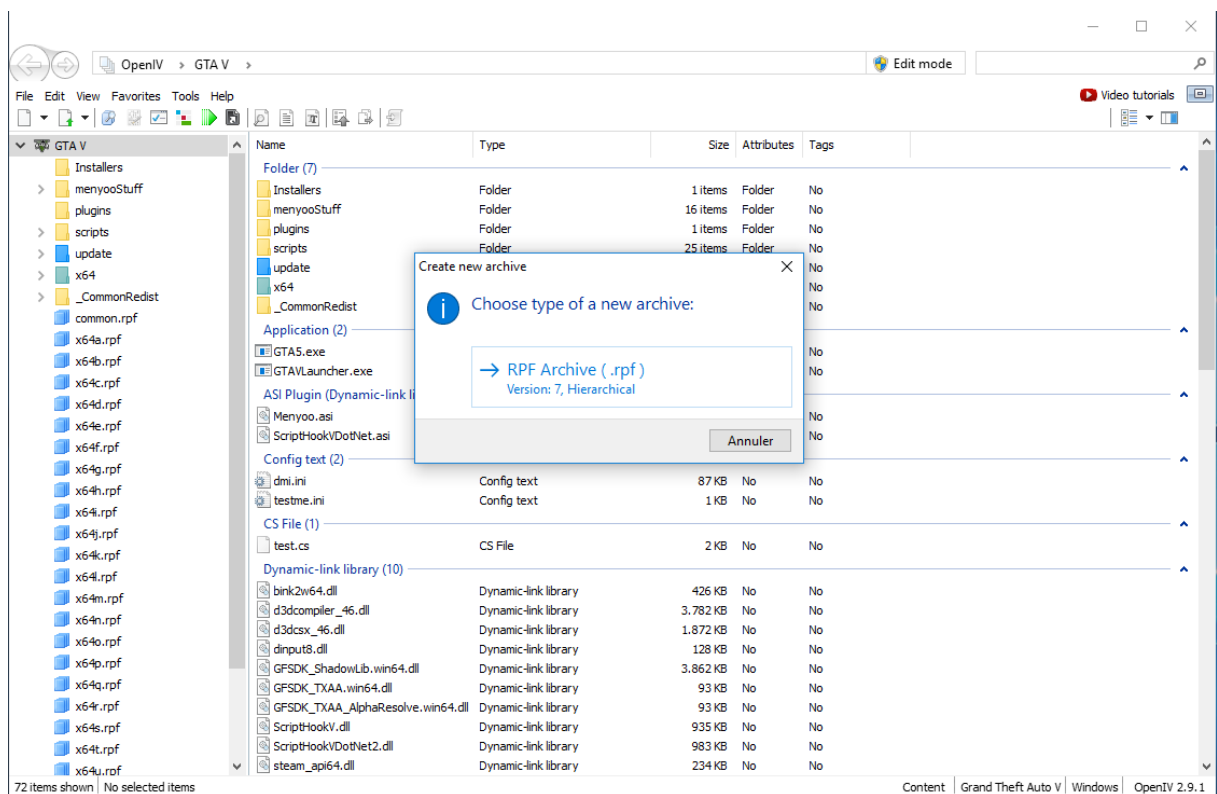 OpenIV > GTA V >
Edit mode
File Edit View Favorites Tools Help
Video tutorials
GTA V
Installers
menyooStuff
plugins
scripts
update
x64
_CommonRedist
common.rpf
x64a.rpf
x64b.rpf
x64c.rpf
x64d.rpf
x64e.rpf
x64f.rpf
x64g.rpf
x64h.rpf
x64i.rpf
x64j.rpf
x64k.rpf
x64l.rpf
x64m.rpf
x64n.rpf
x64o.rpf
x64p.rpf
x64q.rpf
x64r.rpf
x64s.rpf
x64t.rpf
x64u.rpf
Name Type Size Attributes Tags
Folder (7)
Installers Folder 1 items Folder No
menyooStuff Folder 16 items Folder No
plugins Folder 1 items Folder No
scripts Folder 25 items Folder No
update No
x64 No
_CommonRedist No
Application (2)
GTA5.exe No
GTAVLauncher.exe No
ASI Plugin (Dynamic-link li
Menyoo.asi No
ScriptHookVDotNet.asi No
Config text (2)
dmi.ini Config text 87 KB No No
testme.ini Config text 1 KB No No
CS File (1)
test.cs CS File 2 KB No No
Dynamic-link library (10)
bink2w64.dll Dynamic-link library 426 KB No No
d3dcompiler_46.dll Dynamic-link library 3.782 KB No No
d3dcsx_46.dll Dynamic-link library 1.872 KB No No
dinput8.dll Dynamic-link library 128 KB No No
GFSDK_ShadowLib.win64.dll Dynamic-link library 3.862 KB No No
GFSDK_TXAA.win64.dll Dynamic-link library 93 KB No No
GFSDK_TXAA_AlphaResolve.win64.dll Dynamic-link library 93 KB No No
ScriptHookV.dll Dynamic-link library 935 KB No No
ScriptHookVDotNet2.dll Dynamic-link library 983 KB No No
steam_api64.dll Dynamic-link library 234 KB No No
Create new archive
Choose type of a new archive:
RPF Archive ( .rpf )
Version: 7, Hierarchical
Annuler
72 items shown No selected items Content Grand Theft Auto V Windows OpenIV 2.9.1